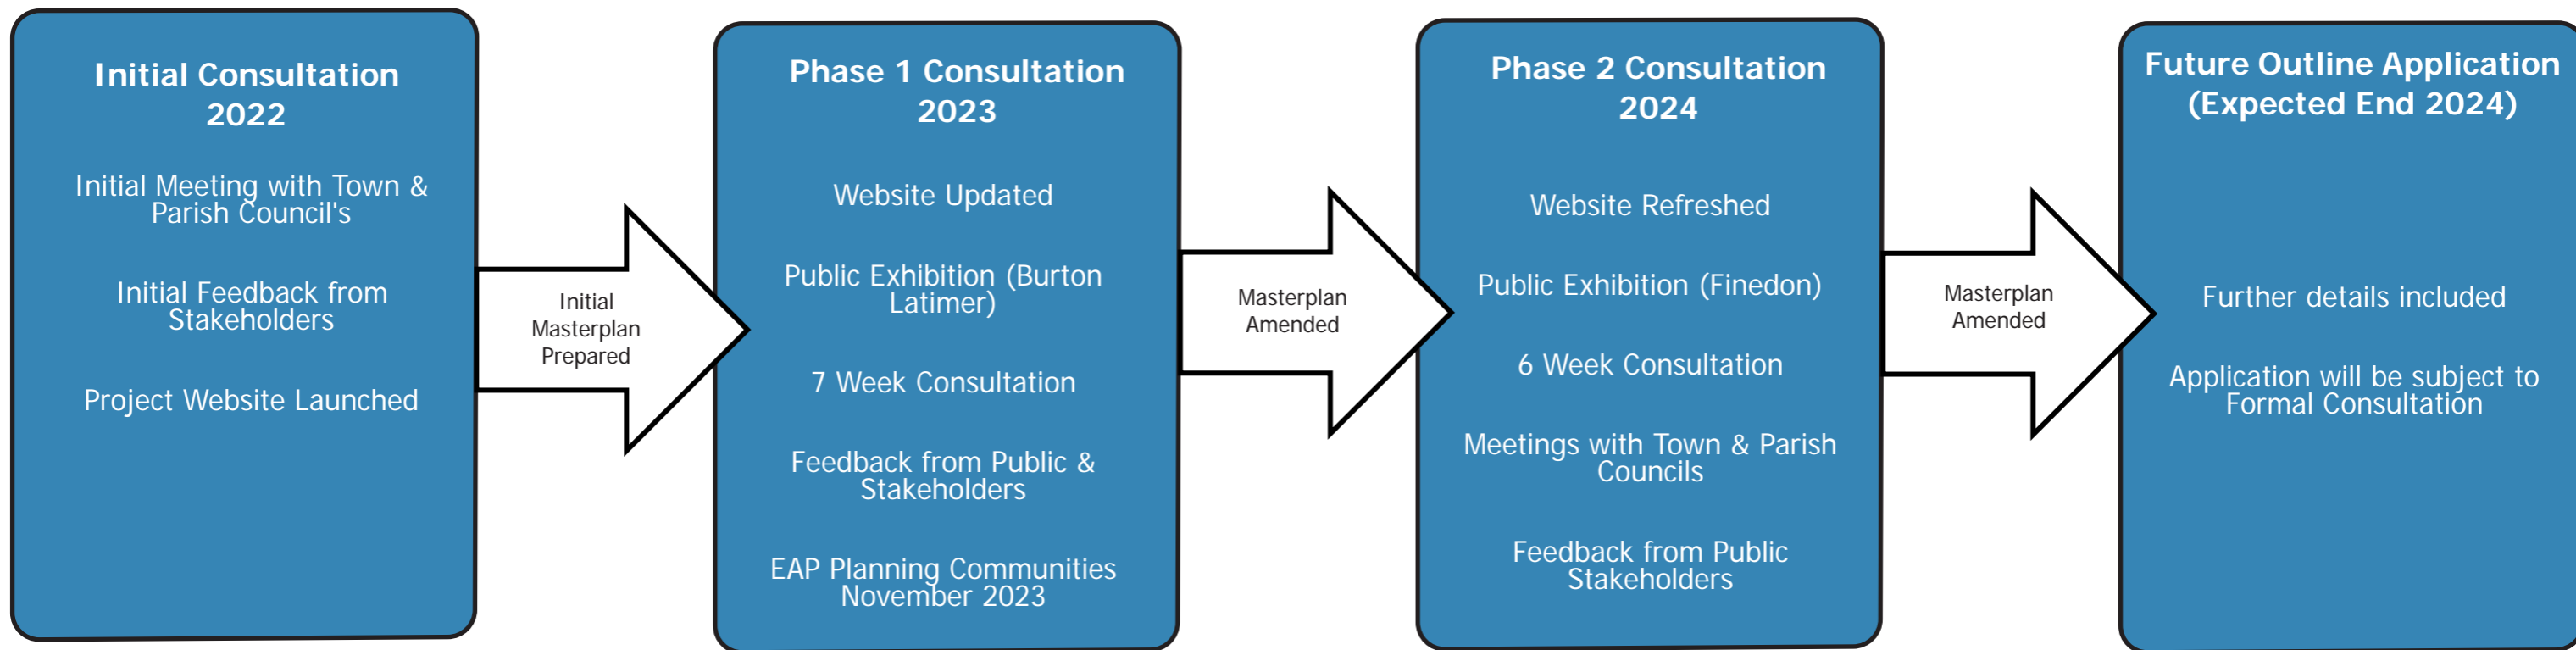 Initial Consultation
2022
Initial Meeting with Town &
Parish Council's
Initial Feedback from
Stakeholders
Project Website Launched
Initial
Masterplan
Prepared
Phase 1 Consultation
2023
Website Updated
Public Exhibition (Burton
Latimer)
7 Week Consultation
Feedback from Public &
Stakeholders
EAP Planning Communities
November 2023
Masterplan
Amended
Phase 2 Consultation
2024
Website Refreshed
Public Exhibition (Finedon)
6 Week Consultation
Meetings with Town & Parish
Councils
Feedback from Public
Stakeholders
Masterplan
Amended
Future Outline Application
(Expected End 2024)
Further details included
Application will be subject to
Formal Consultation